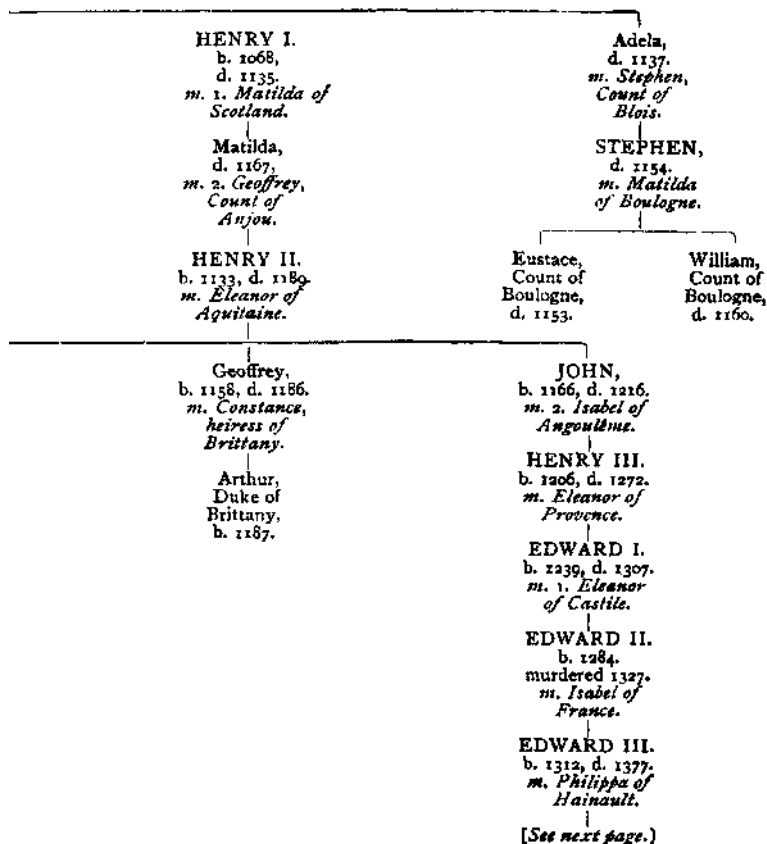 HENRY I.
b. 1068,
d. 1135.
m. 1. Matilda of
Scotland.
Adela,
d. 1137.
m. Stephen,
Count of
Blois.
Matilda,
d. 1167,
m. 2. Geoffrey,
Count of
Anjou.
STEPHEN,
d. 1154.
m. Matilda
of Boulogne.
HENRY II.
b. 1133, d. 1189.
m. Eleanor of
Aquitaine.
Eustace,
Count of
Boulogne,
d. 1153.
William,
Count of
Boulogne,
d. 1160.
Geoffrey,
b. 1158, d. 1186.
m. Constance,
heiress of
Brittany.
JOHN,
b. 1166, d. 1216.
m. 2. Isabel of
Angoulême.
Arthur,
Duke of
Brittany,
b. 1187.
HENRY III.
b. 1206, d. 1272.
m. Eleanor of
Provence.
EDWARD I.
b. 1239, d. 1307.
m. 1. Eleanor
of Castile.
EDWARD II.
b. 1284.
murdered 1327.
m. Isabel of
France.
EDWARD III.
b. 1312, d. 1377.
m. Philippa of
Hainault.
[See next page.)